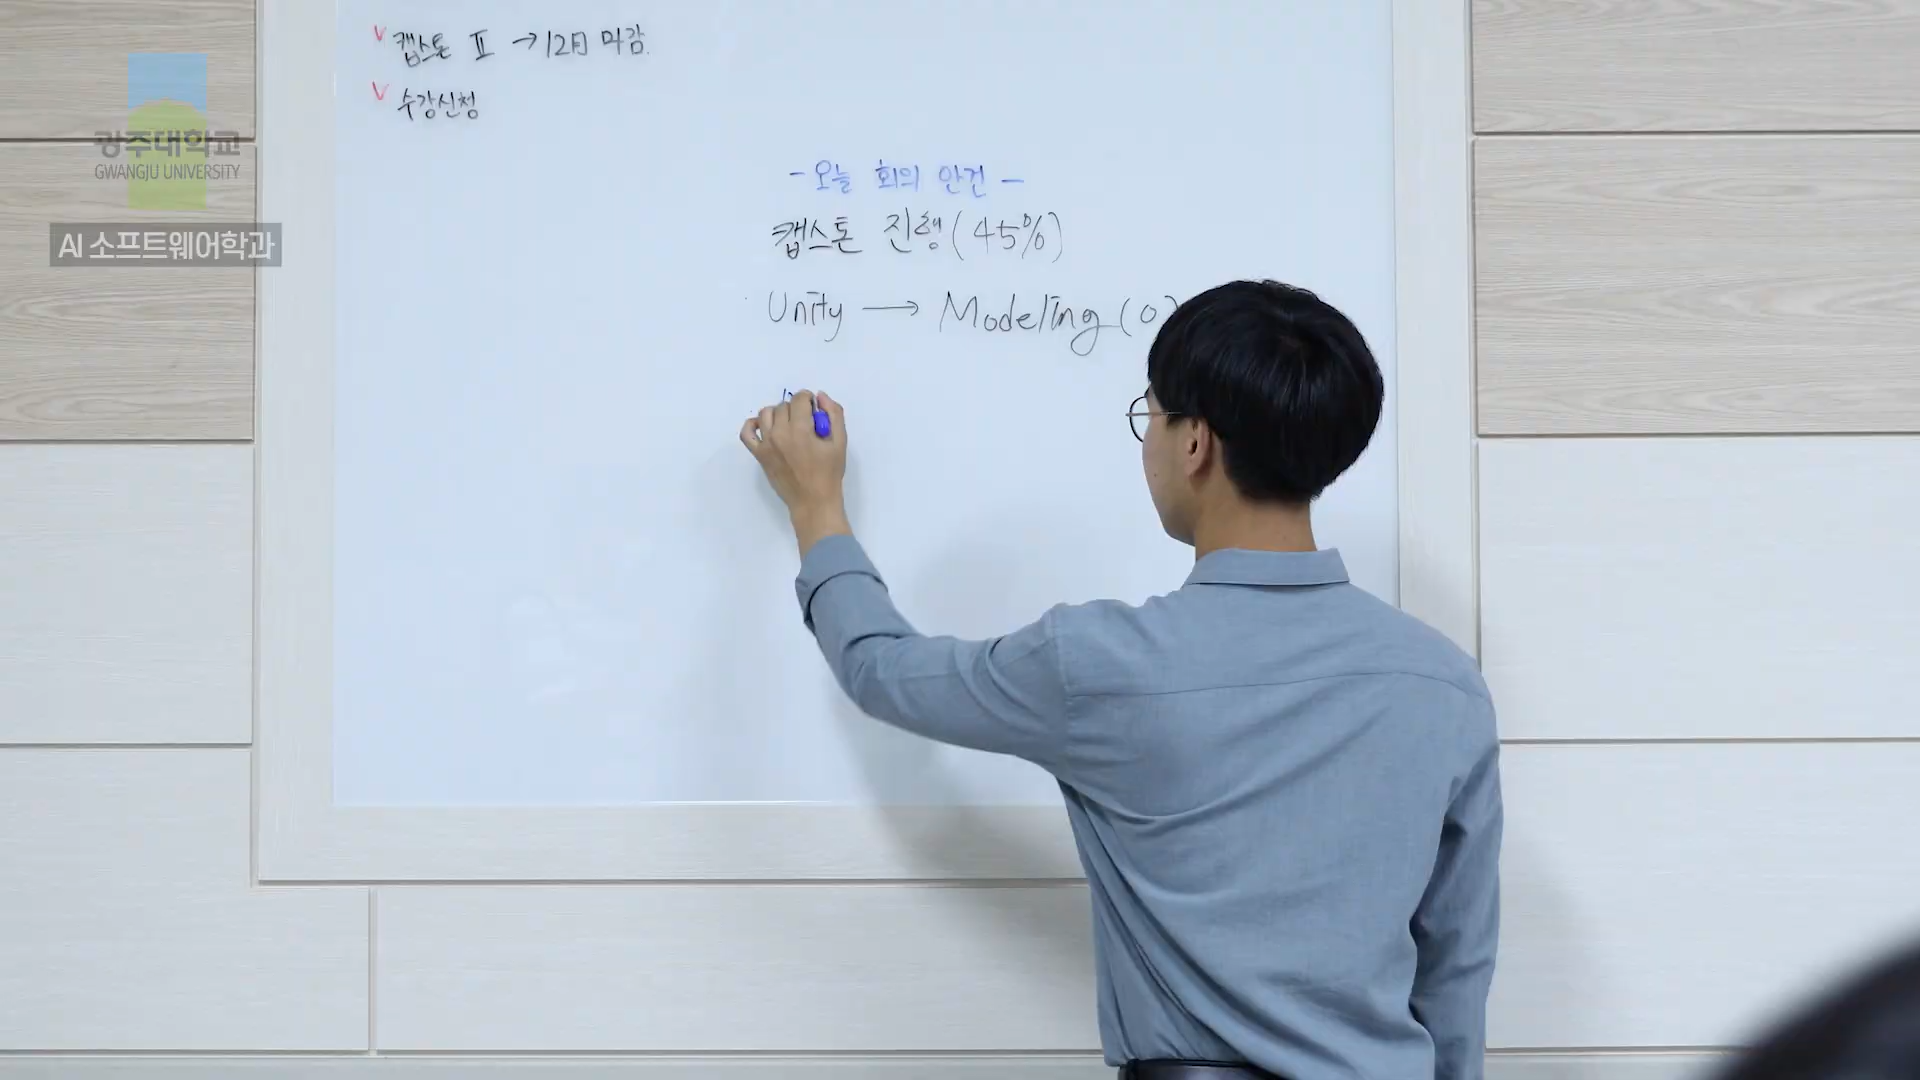 V 캡스톤 Ⅱ →12月 마감.
V 수강신청
광주대학교
GWANGJU UNIVERSITY
AI 소프트웨어학과
-오늘 회의 안건-
캡스톤 진행(45%)
Unity → Modeling(0)